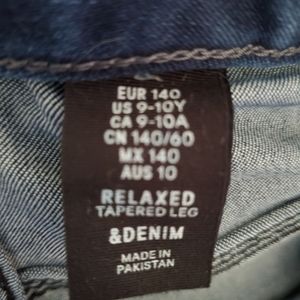 EUR 140
US 9-10Y
CA 9-10A
CN 140/60
MX 140
AUS 10
RELAXED
TAPERED LEG
&DENIM
MADE IN
PAKISTAN